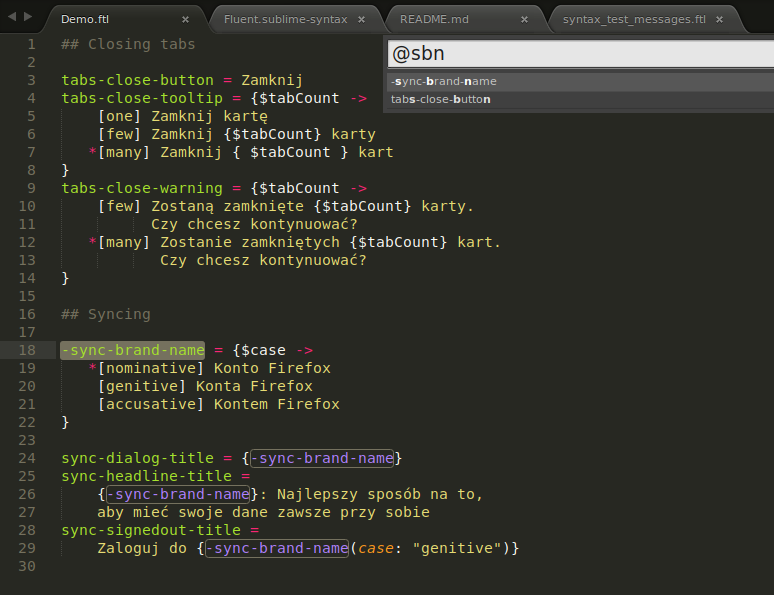 Demo.ftl × Fluent.sublime-syntax × README.md × syntax_test_messages.ftl ×
@sbn
-sync-brand-name
tabs-close-button
1 ## Closing tabs
2
3 tabs-close-button = Zamknij
4 tabs-close-tooltip = {$tabCount ->
5     [one] Zamknij kartę
6     [few] Zamknij {$tabCount} karty
7    *[many] Zamknij { $tabCount } kart
8 }
9 tabs-close-warning = {$tabCount ->
10     [few] Zostaną zamknięte {$tabCount} karty.
11           Czy chcesz kontynuować?
12    *[many] Zostanie zamkniętych {$tabCount} kart.
13            Czy chcesz kontynuować?
14 }
15
16 ## Syncing
17
18 -sync-brand-name = {$case ->
19    *[nominative] Konto Firefox
20     [genitive] Konta Firefox
21     [accusative] Kontem Firefox
22 }
23
24 sync-dialog-title = {-sync-brand-name}
25 sync-headline-title =
26     {-sync-brand-name}: Najlepszy sposób na to,
27     aby mieć swoje dane zawsze przy sobie
28 sync-signedout-title =
29     Zaloguj do {-sync-brand-name(case: "genitive")}
30